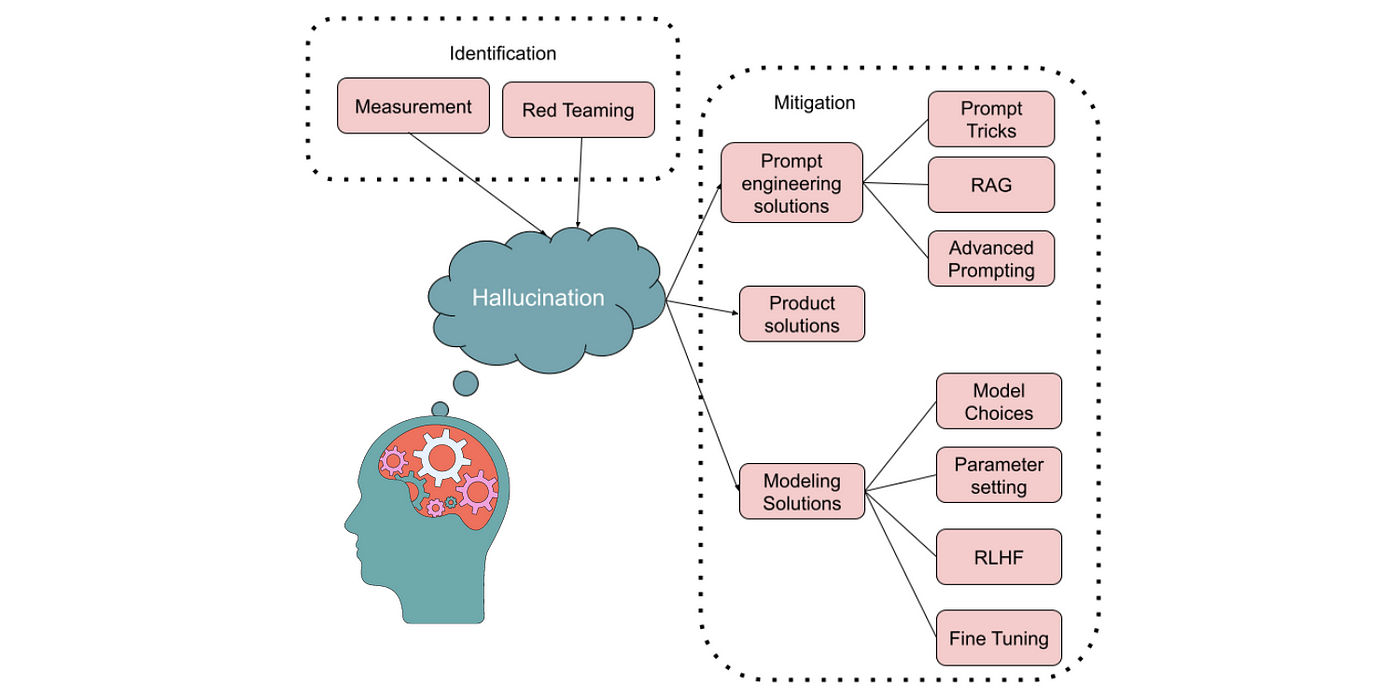 Identification
Measurement
Red Teaming
Hallucination
Mitigation
Prompt
engineering
solutions
Prompt
Tricks
RAG
Advanced
Prompting
Product
solutions
Modeling
Solutions
Model
Choices
Parameter
setting
RLHF
Fine Tuning